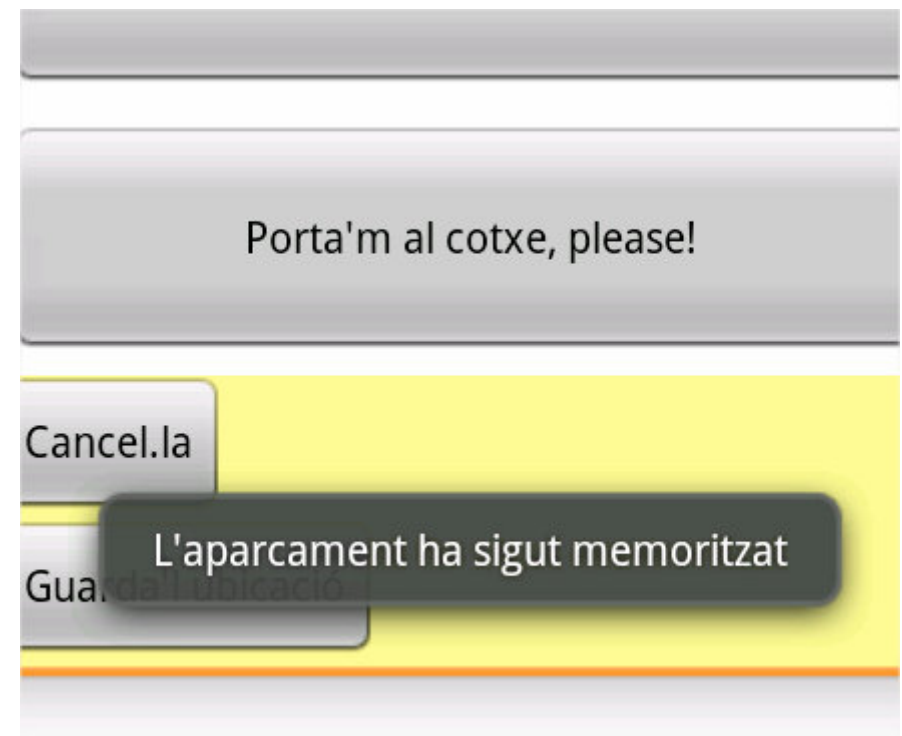 Porta'm al cotxe, please!
Cancel.la
L'aparcament ha sigut memoritzat
Guarda'l ubicació